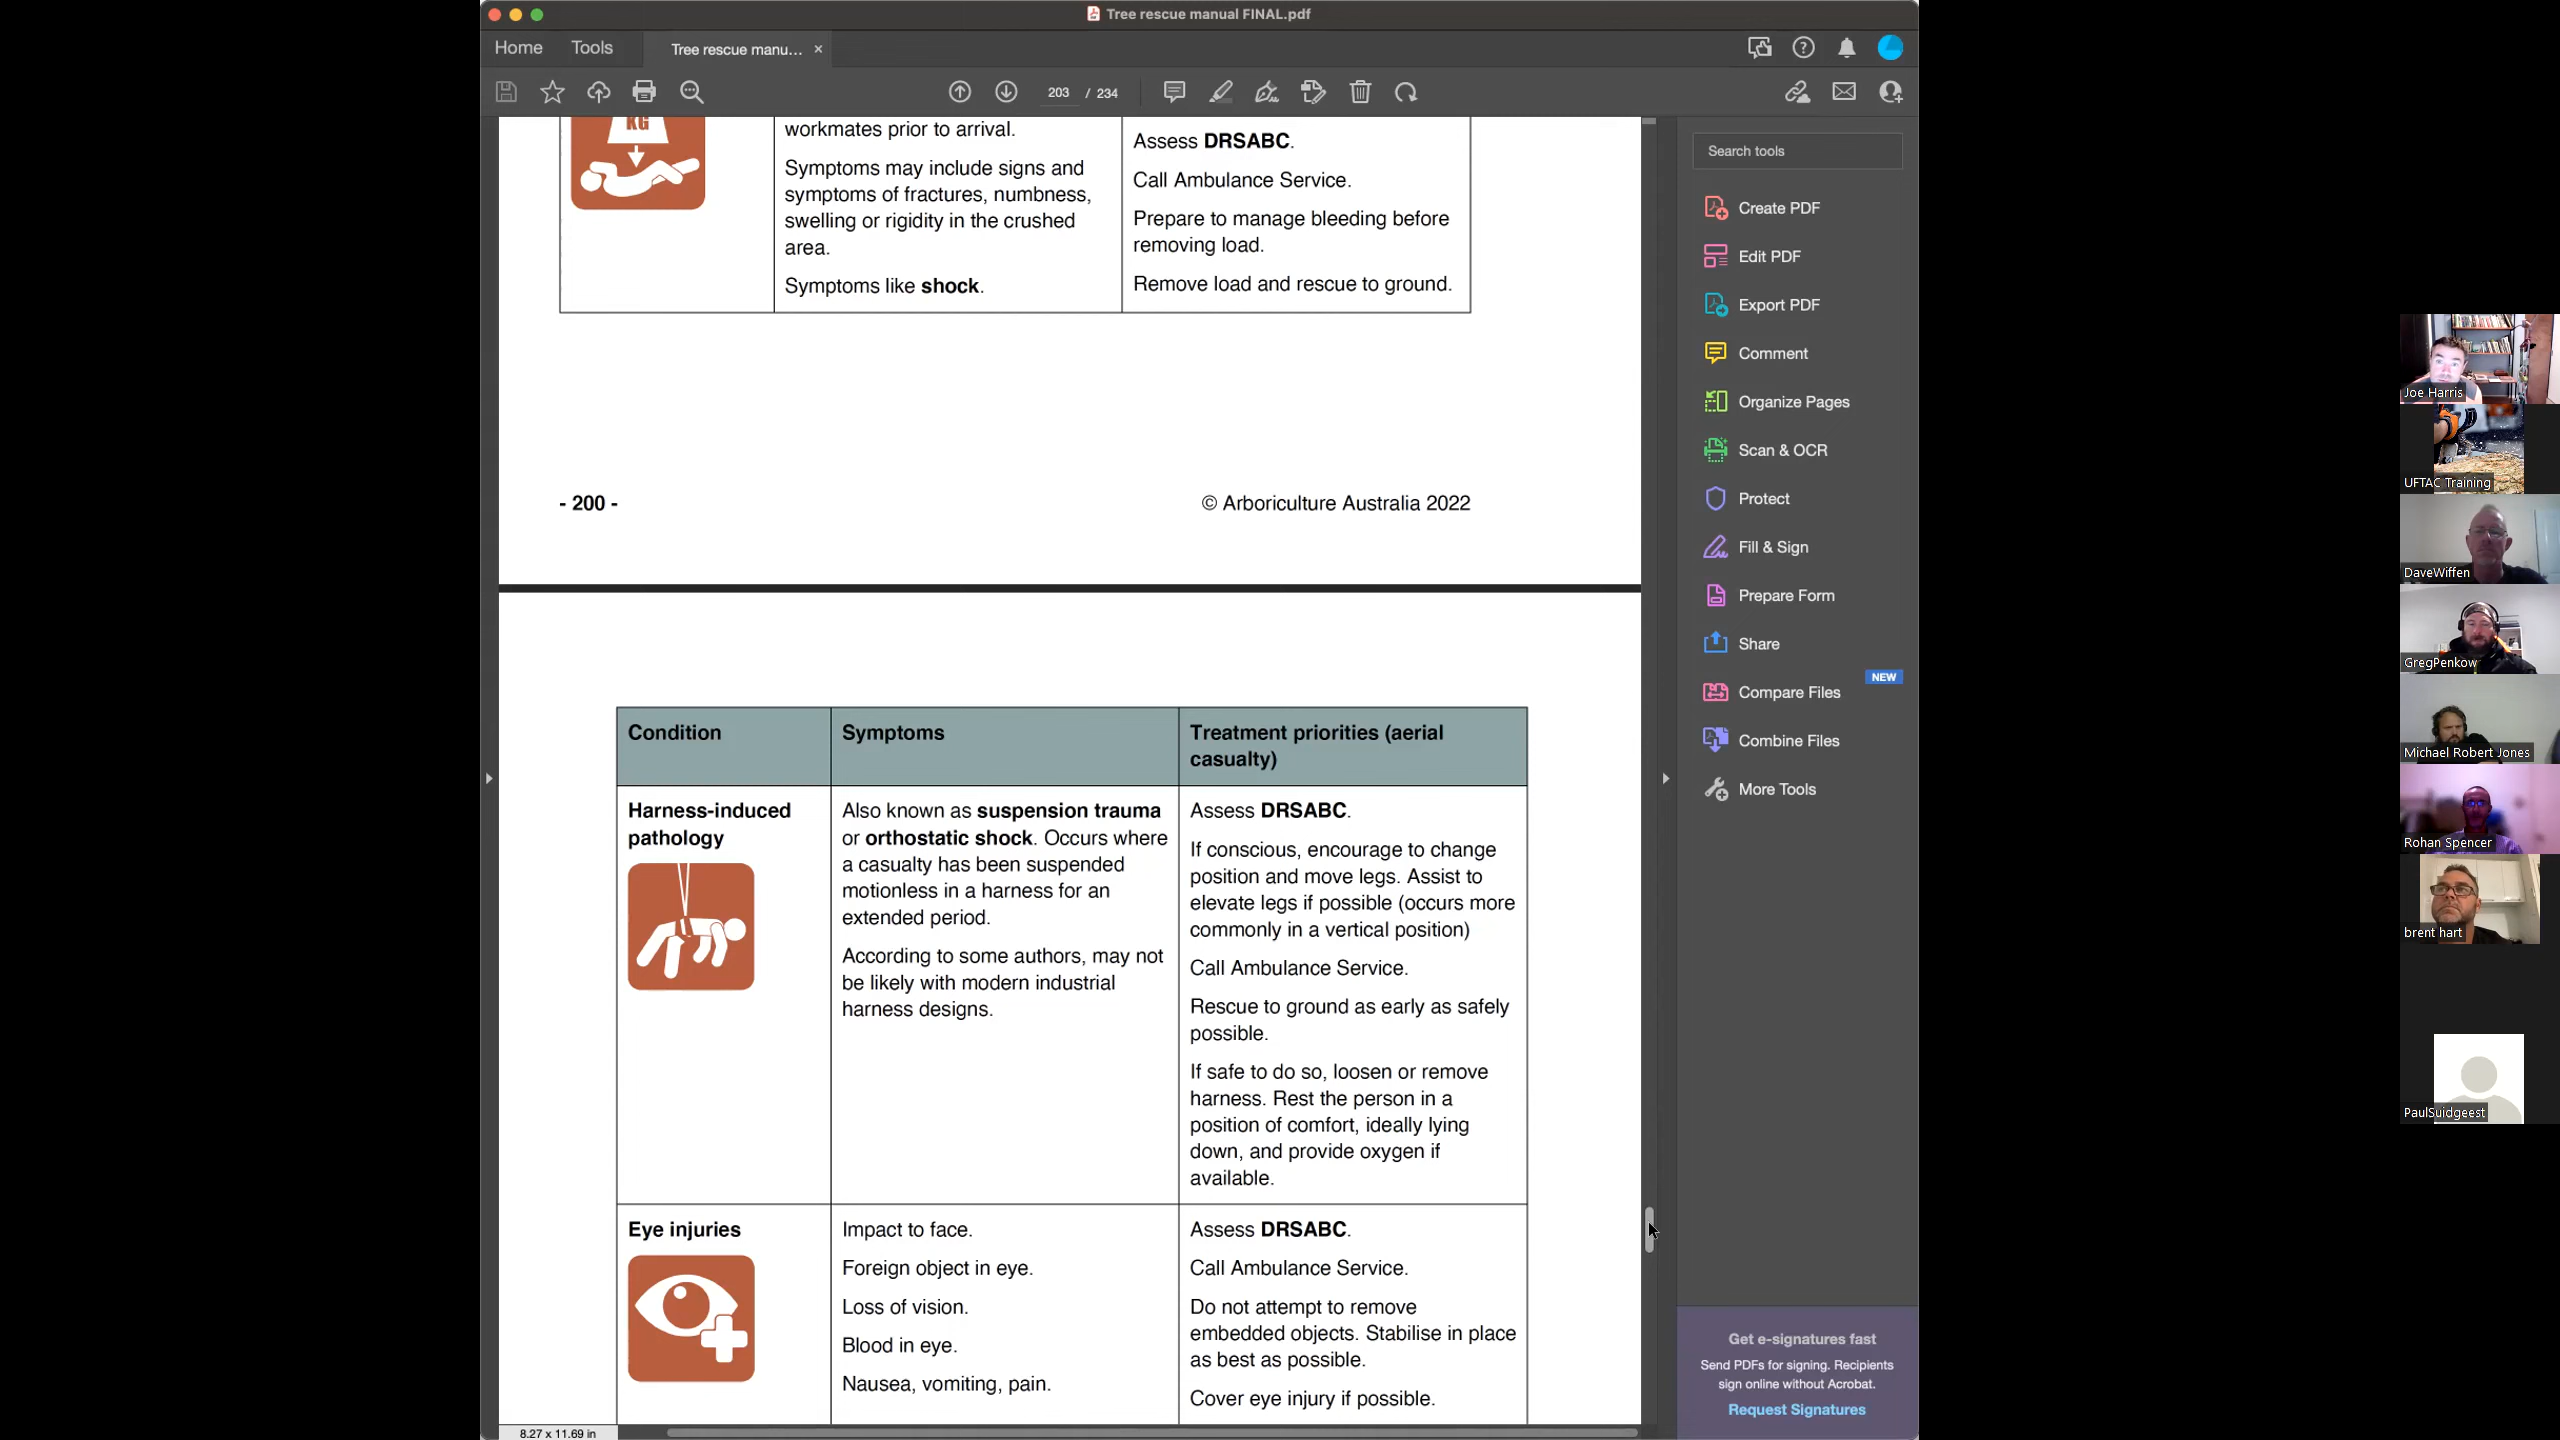 Tree rescue manual FINAL.pdf
Home
Tools
Tree rescue manu... ×
203 / 234
KG
workmates prior to arrival.
Symptoms may include signs and
symptoms of fractures, numbness,
swelling or rigidity in the crushed
area.
Symptoms like shock.
Assess DRSABC.
Call Ambulance Service.
Prepare to manage bleeding before
removing load.
Remove load and rescue to ground.
- 200 -
© Arboriculture Australia 2022
Condition
Symptoms
Treatment priorities (aerial
casualty)
Harness-induced
pathology
Also known as suspension trauma
or orthostatic shock. Occurs where
a casualty has been suspended
motionless in a harness for an
extended period.
According to some authors, may not
be likely with modern industrial
harness designs.
Assess DRSABC.
If conscious, encourage to change
position and move legs. Assist to
elevate legs if possible (occurs more
commonly in a vertical position)
Call Ambulance Service.
Rescue to ground as early as safely
possible.
If safe to do so, loosen or remove
harness. Rest the person in a
position of comfort, ideally lying
down, and provide oxygen if
available.
Eye injuries
Impact to face.
Foreign object in eye.
Loss of vision.
Blood in eye.
Nausea, vomiting, pain.
Assess DRSABC.
Call Ambulance Service.
Do not attempt to remove
embedded objects. Stabilise in place
as best as possible.
Cover eye injury if possible.
8.27 x 11.69 in
Search tools
Create PDF
Edit PDF
Export PDF
Comment
Organize Pages
Scan & OCR
Protect
Fill & Sign
Prepare Form
Share
NEW
Compare Files
Combine Files
More Tools
Get e-signatures fast
Send PDFs for signing. Recipients
sign online without Acrobat.
Request Signatures
Joe Harris
UFTAC Training
DaveWiffen
GregPenkow
Michael Robert Jones
Rohan Spencer
brent hart
PaulSuidgeest